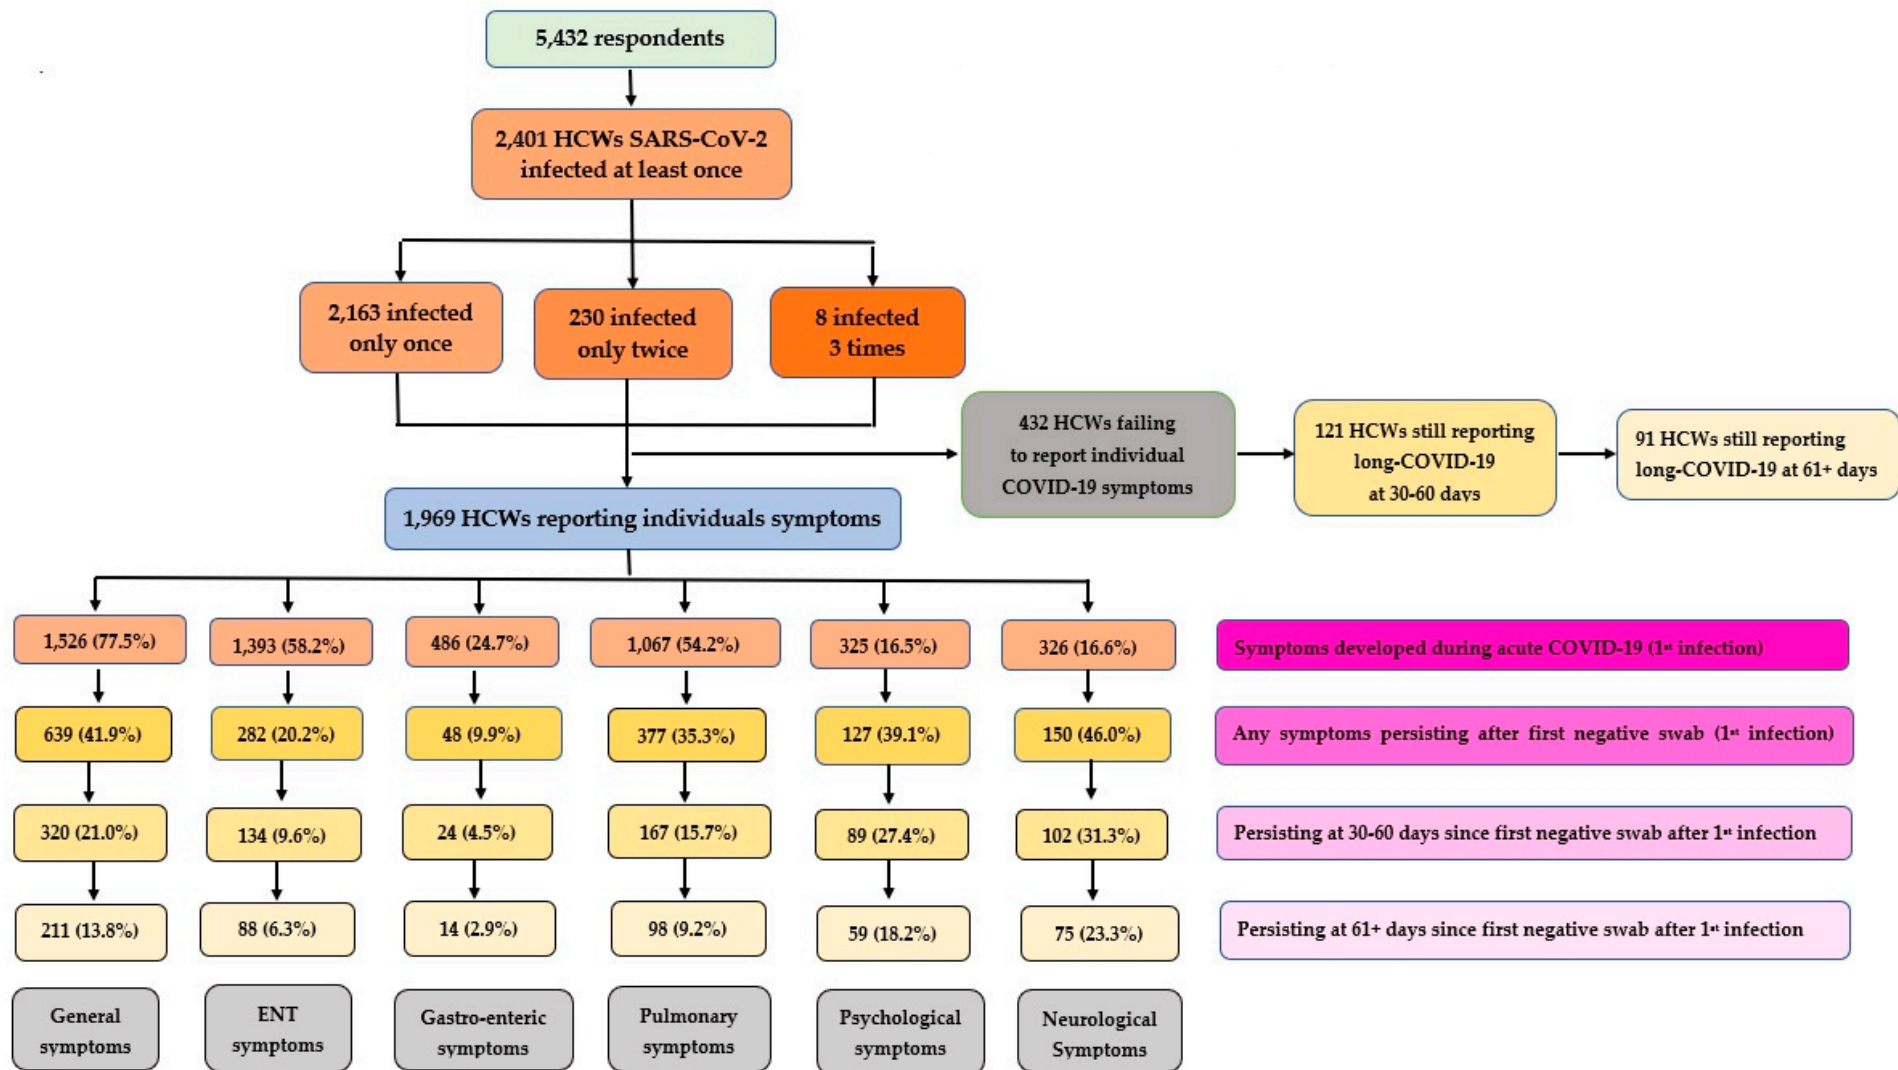 5,432 respondents
2,401 HCWs SARS-CoV-2
infected at least once
2,163 infected
only once
230 infected
only twice
8 infected
3 times
432 HCWs failing
to report individual
COVID-19 symptoms
121 HCWs still reporting
long-COVID-19
at 30-60 days
91 HCWs still reporting
long-COVID-19 at 61+ days
1,969 HCWs reporting individuals symptoms
1,526 (77.5%)
1,393 (58.2%)
486 (24.7%)
1,067 (54.2%)
325 (16.5%)
326 (16.6%)
Symptoms developed during acute COVID-19 (1st infection)
639 (41.9%)
282 (20.2%)
48 (9.9%)
377 (35.3%)
127 (39.1%)
150 (46.0%)
Any symptoms persisting after first negative swab (1st infection)
320 (21.0%)
134 (9.6%)
24 (4.5%)
167 (15.7%)
89 (27.4%)
102 (31.3%)
Persisting at 30-60 days since first negative swab after 1st infection
211 (13.8%)
88 (6.3%)
14 (2.9%)
98 (9.2%)
59 (18.2%)
75 (23.3%)
Persisting at 61+ days since first negative swab after 1st infection
General
symptoms
ENT
symptoms
Gastro-enteric
symptoms
Pulmonary
symptoms
Psychological
symptoms
Neurological
Symptoms